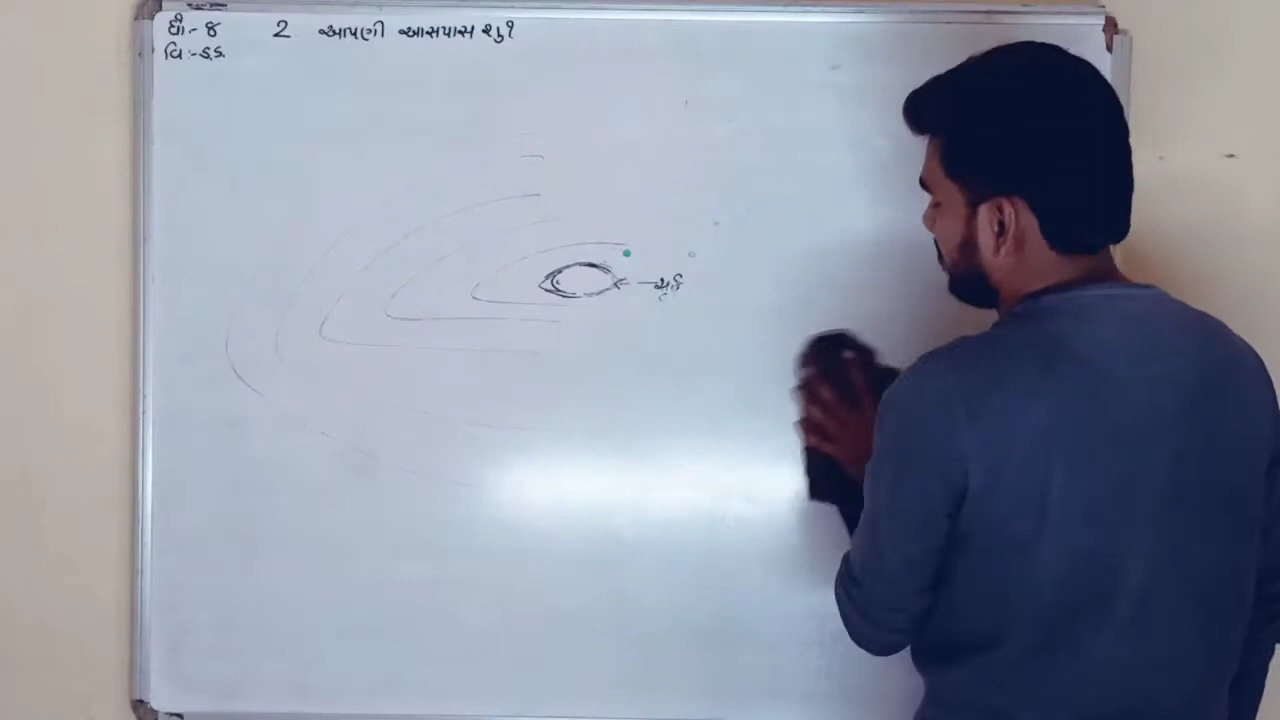 ધો:- ૪ 2 આપણી આસપાસ શું?
વિ:- સ.સ.
સૂર્ય